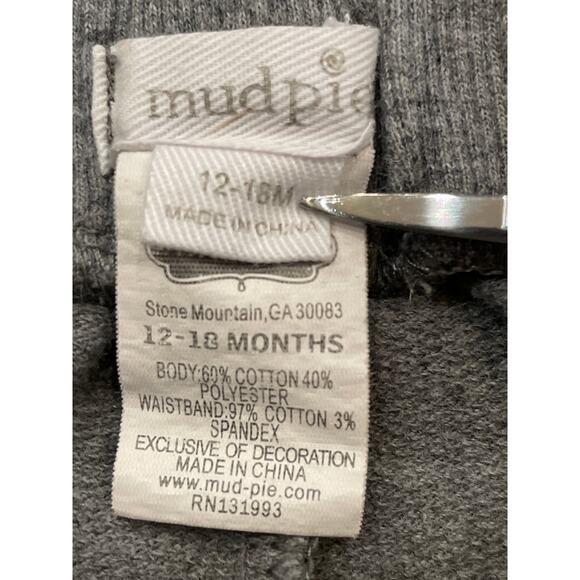 mudpie
12-18M
MADE IN CHINA
Stone Mountain,GA 30083
12-18 MONTHS
BODY:60% COTTON 40%
POLYESTER
WAISTBAND:97% COTTON 3%
SPANDEX
EXCLUSIVE OF DECORATION
MADE IN CHINA
www.mud-pie.com
RN131993